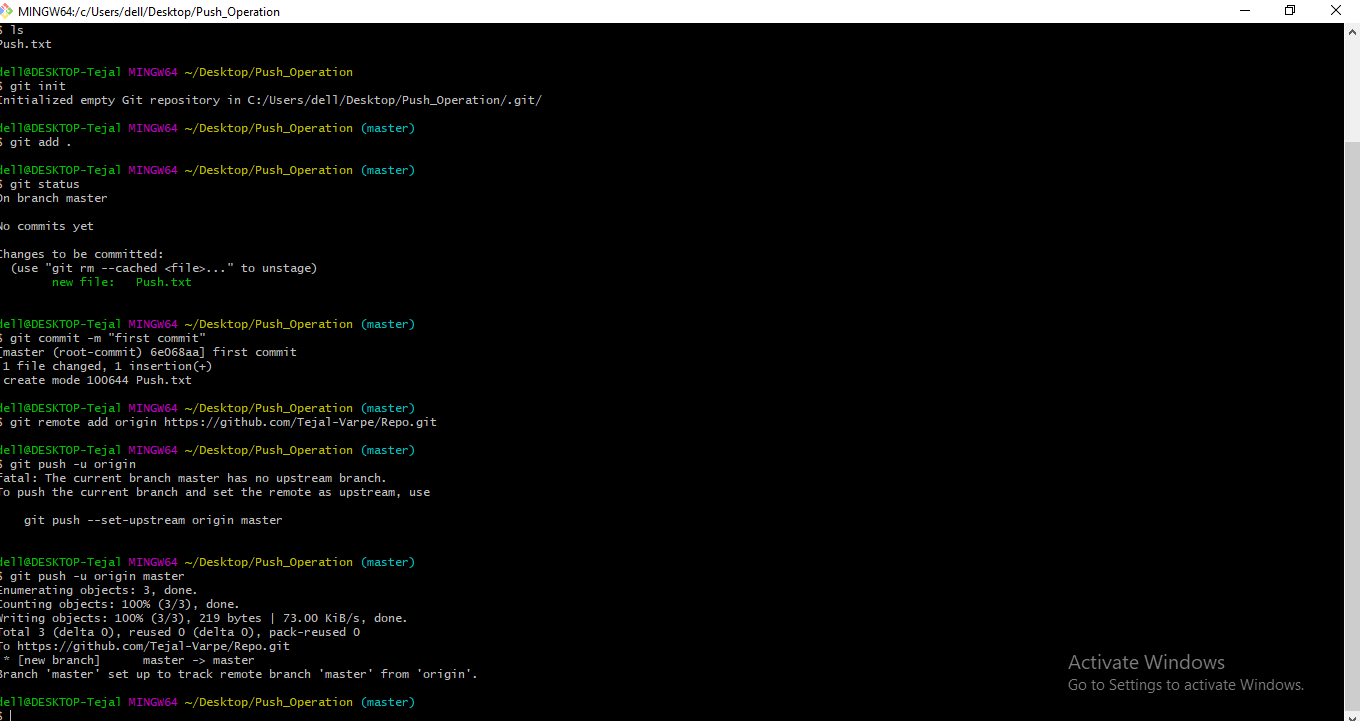 MINGW64:/c/Users/dell/Desktop/Push_Operation
$ ls
Push.txt
dell@DESKTOP-Tejal MINGW64 ~/Desktop/Push_Operation
$ git init
Initialized empty Git repository in C:/Users/dell/Desktop/Push_Operation/.git/
dell@DESKTOP-Tejal MINGW64 ~/Desktop/Push_Operation (master)
$ git add .
dell@DESKTOP-Tejal MINGW64 ~/Desktop/Push_Operation (master)
$ git status
On branch master
No commits yet
Changes to be committed:
  (use "git rm --cached <file>..." to unstage)
        new file:   Push.txt
dell@DESKTOP-Tejal MINGW64 ~/Desktop/Push_Operation (master)
$ git commit -m "first commit"
[master (root-commit) 6e068aa] first commit
 1 file changed, 1 insertion(+)
 create mode 100644 Push.txt
dell@DESKTOP-Tejal MINGW64 ~/Desktop/Push_Operation (master)
$ git remote add origin https://github.com/Tejal-Varpe/Repo.git
dell@DESKTOP-Tejal MINGW64 ~/Desktop/Push_Operation (master)
$ git push -u origin
fatal: The current branch master has no upstream branch.
To push the current branch and set the remote as upstream, use
    git push --set-upstream origin master
dell@DESKTOP-Tejal MINGW64 ~/Desktop/Push_Operation (master)
$ git push -u origin master
Enumerating objects: 3, done.
Counting objects: 100% (3/3), done.
Writing objects: 100% (3/3), 219 bytes | 73.00 KiB/s, done.
Total 3 (delta 0), reused 0 (delta 0), pack-reused 0
To https://github.com/Tejal-Varpe/Repo.git
 * [new branch]      master -> master
Branch 'master' set up to track remote branch 'master' from 'origin'.
dell@DESKTOP-Tejal MINGW64 ~/Desktop/Push_Operation (master)
$
Activate Windows
Go to Settings to activate Windows.